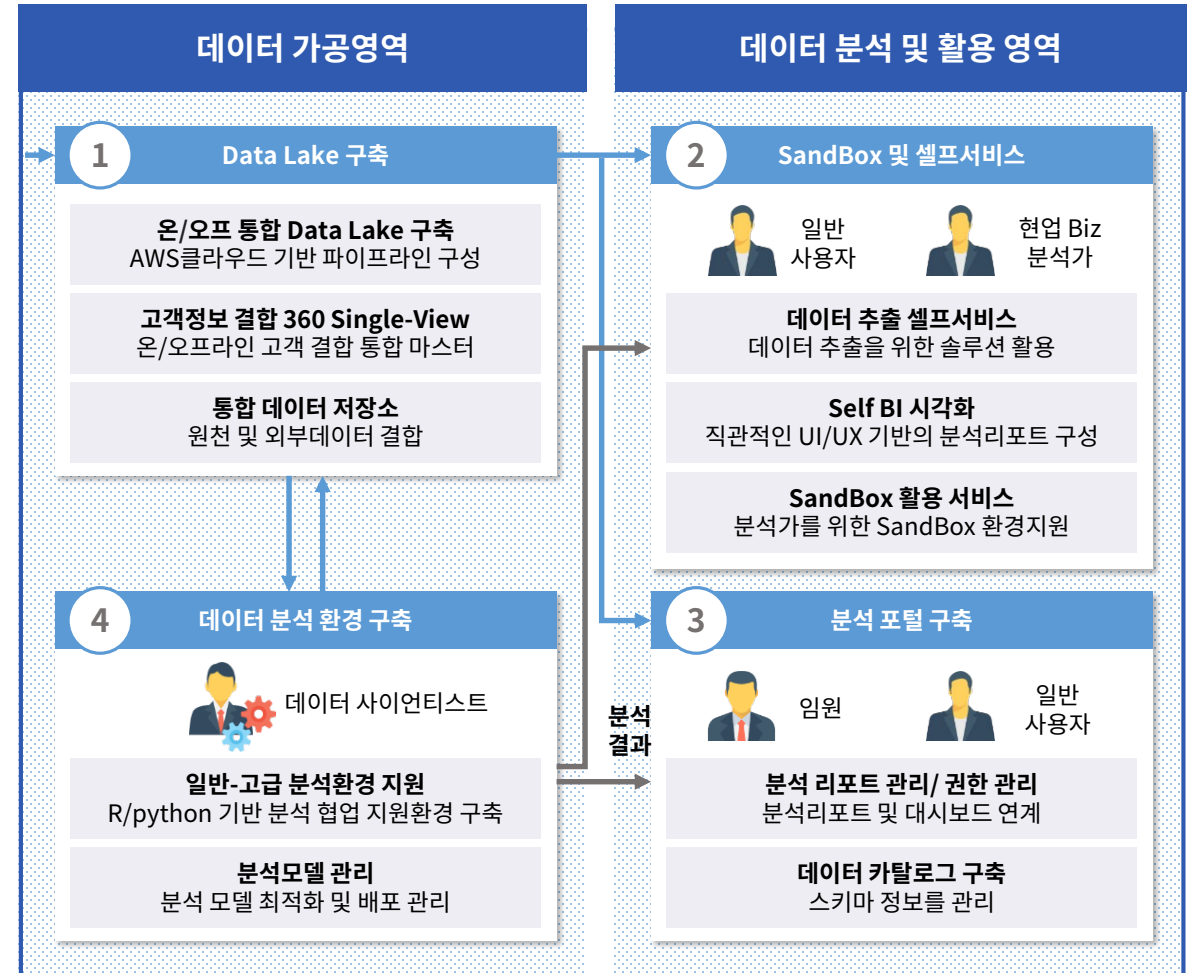 데이터 가공영역
데이터 분석 및 활용 영역
1
Data Lake 구축
온/오프 통합 Data Lake 구축
AWS클라우드 기반 파이프라인 구성
고객정보 결합 360 Single-View
온/오프라인 고객 결합 통합 마스터
통합 데이터 저장소
원천 및 외부데이터 결합
2
SandBox 및 셀프서비스
일반
사용자
현업 Biz
분석가
데이터 추출 셀프서비스
데이터 추출을 위한 솔루션 활용
Self BI 시각화
직관적인 UI/UX 기반의 분석리포트 구성
SandBox 활용 서비스
분석가를 위한 SandBox 환경지원
4
데이터 분석 환경 구축
데이터 사이언티스트
일반-고급 분석환경 지원
R/python 기반 분석 협업 지원환경 구축
분석모델 관리
분석 모델 최적화 및 배포 관리
분석
결과
3
분석 포털 구축
임원
일반
사용자
분석 리포트 관리/ 권한 관리
분석리포트 및 대시보드 연계
데이터 카탈로그 구축
스키마 정보를 관리